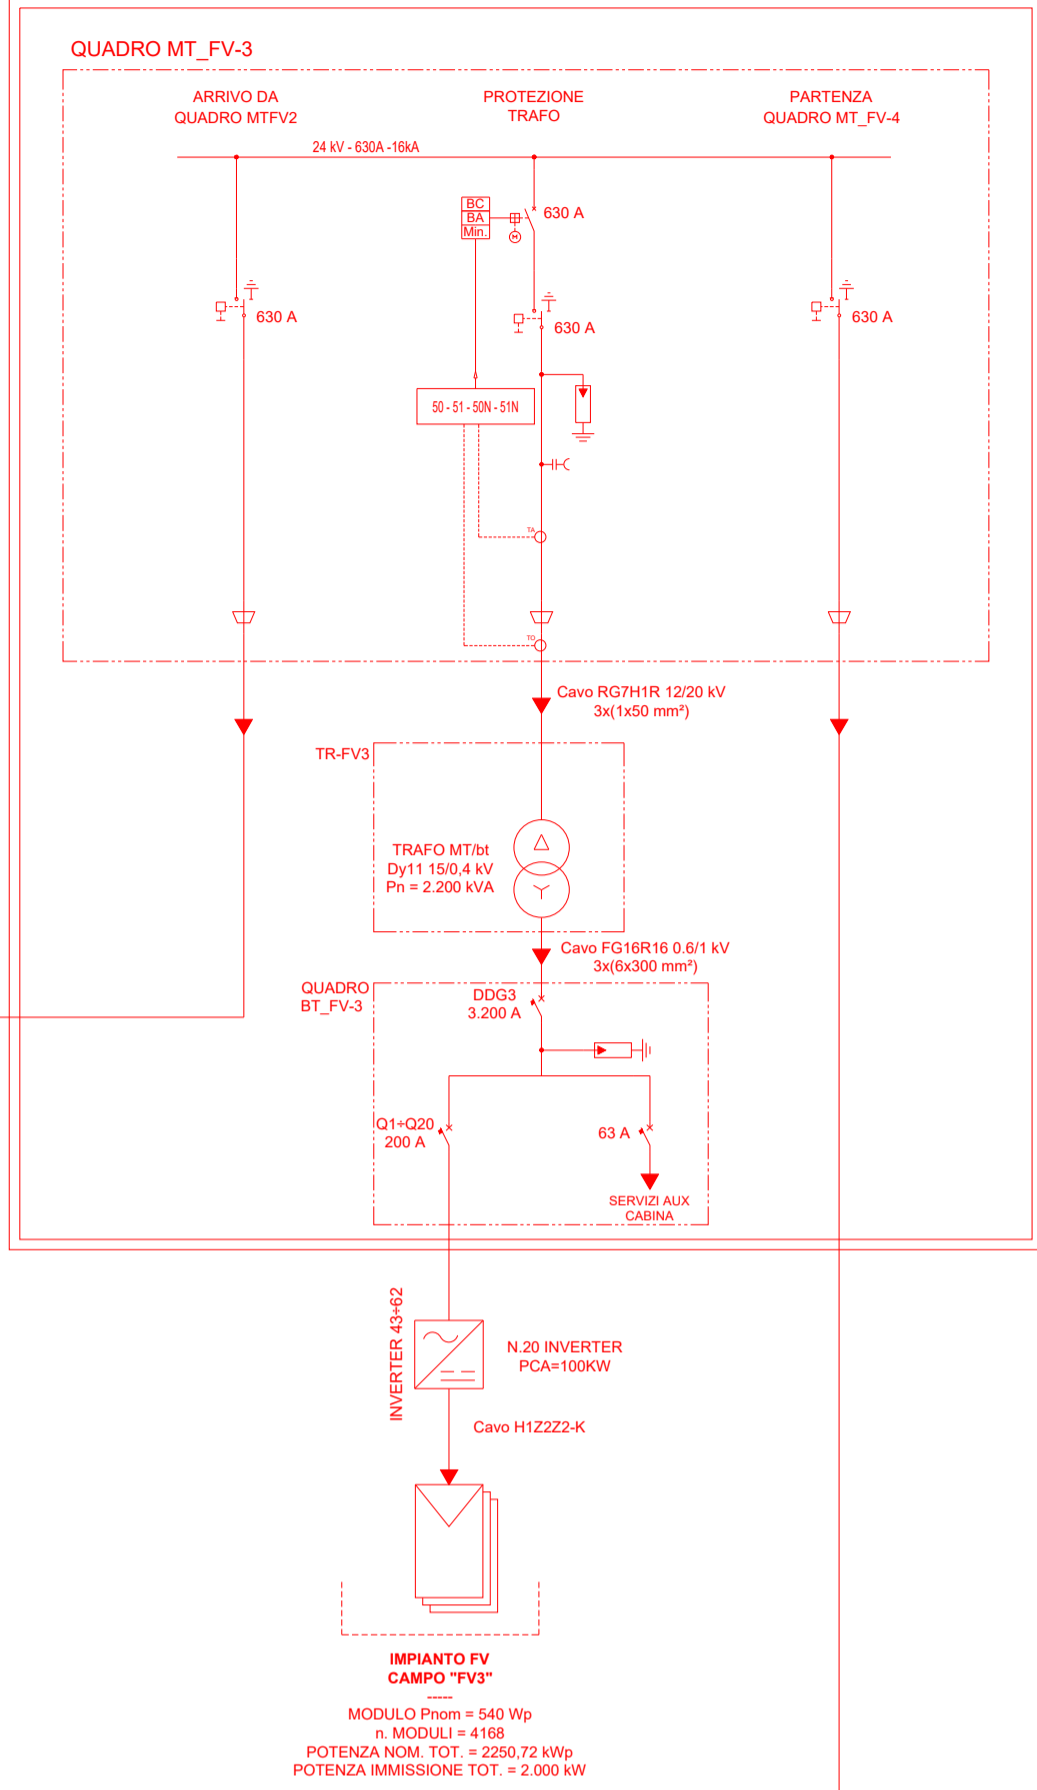 QUADRO MT_FV-3
ARRIVO DA
QUADRO MTFV2
PROTEZIONE
TRAFO
PARTENZA
QUADRO MT_FV-4
24 kV - 630A -16kA
BC
BA
Min.
M
630 A
630 A
630 A
630 A
50 - 51 - 50N - 51N
TA
TO
Cavo RG7H1R 12/20 kV
3x(1x50 mm²)
TR-FV3
TRAFO MT/bt
Dy11 15/0,4 kV
Pn = 2.200 kVA
Cavo FG16R16 0.6/1 kV
3x(6x300 mm²)
QUADRO
BT_FV-3
DDG3
3.200 A
Q1÷Q20
200 A
63 A
SERVIZI AUX
CABINA
INVERTER 43÷62
N.20 INVERTER
PCA=100KW
Cavo H1Z2Z2-K
IMPIANTO FV
CAMPO "FV3"
-----
MODULO Pnom = 540 Wp
n. MODULI = 4168
POTENZA NOM. TOT. = 2250,72 kWp
POTENZA IMMISSIONE TOT. = 2.000 kW